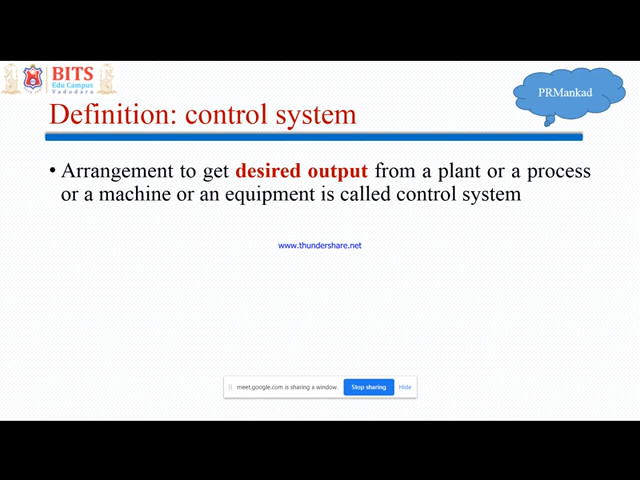 BITS
Edu Campus
Vadodara
PRMankad
Definition: control system
• Arrangement to get desired output from a plant or a process
or a machine or an equipment is called control system
www.thundershare.net
meet.google.com is sharing a window.
Stop sharing
Hide